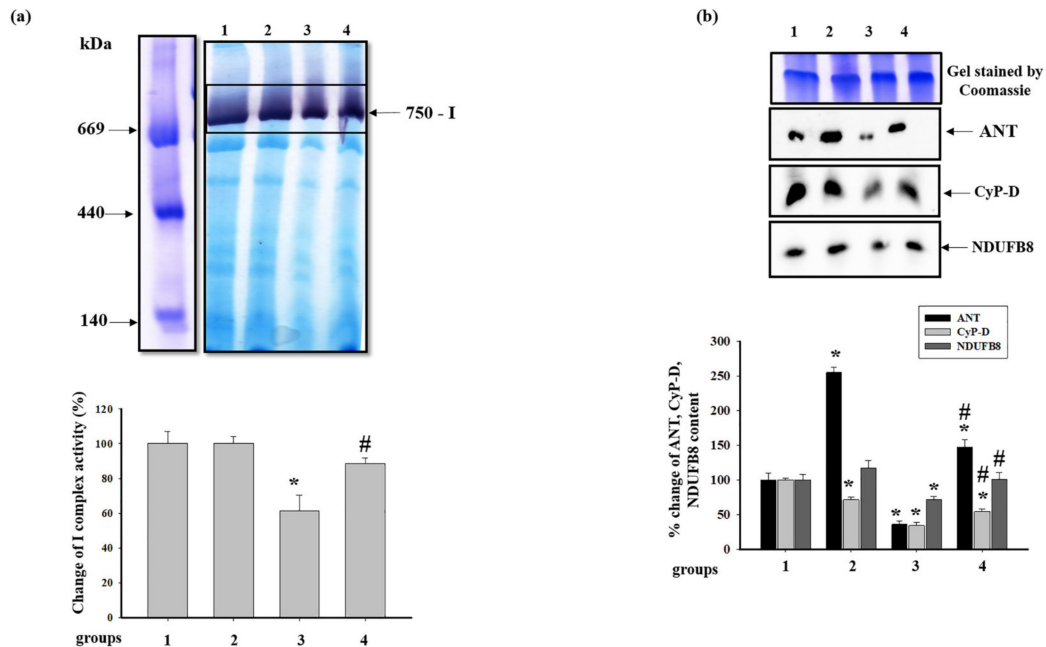 (a)
kDa
1 2 3 4
669
440
140
750 - I
Change of I complex activity (%)
120
100
80
60
40
20
0
*
#
groups 1 2 3 4
(b)
1 2 3 4
Gel stained by
Coomassie
ANT
CyP-D
NDUFB8
ANT
CyP-D
NDUFB8
% change of ANT, CyP-D,
NDUFB8 content
300
250
200
150
100
50
0
*
*
*
*
*
#
*
#
*
#
groups 1 2 3 4